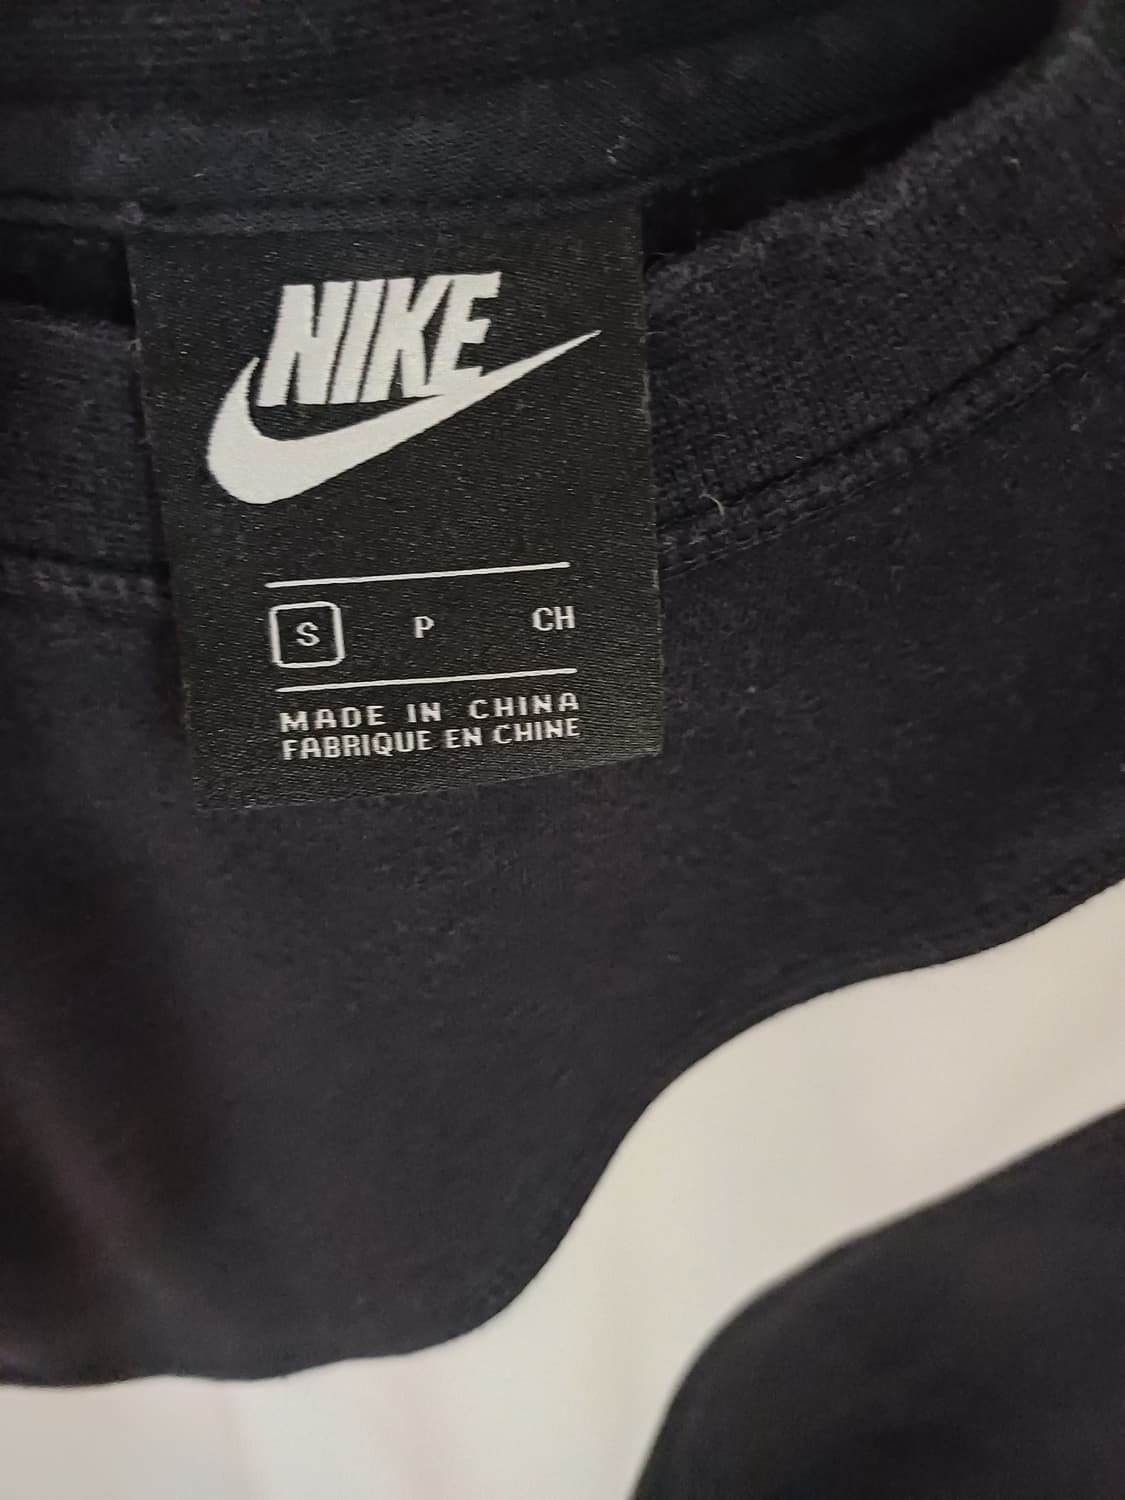 NIKE
S P CH
MADE IN CHINA
FABRIQUE EN CHINE